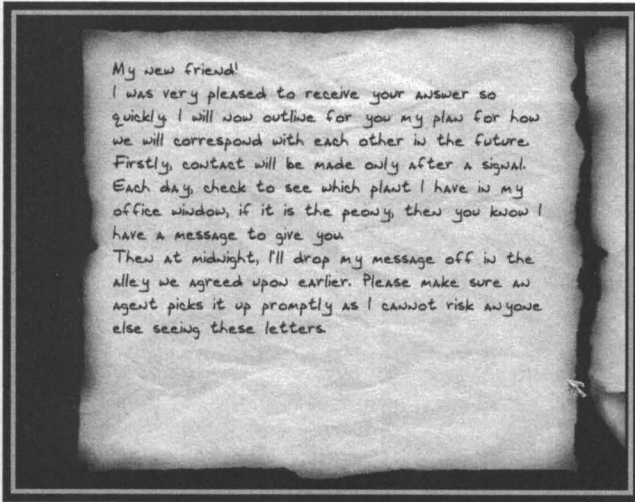 My new friend!
I was very pleased to receive your answer so
quickly. I will now outline for you my plan for how
we will correspond with each other in the future.
Firstly, contact will be made only after a signal.
Each day, check to see which plant I have in my
office window, if it is the peony, then you know I
have a message to give you.
Then at midnight, I'll drop my message off in the
alley we agreed upon earlier. Please make sure an
agent picks it up promptly as I cannot risk anyone
else seeing these letters.